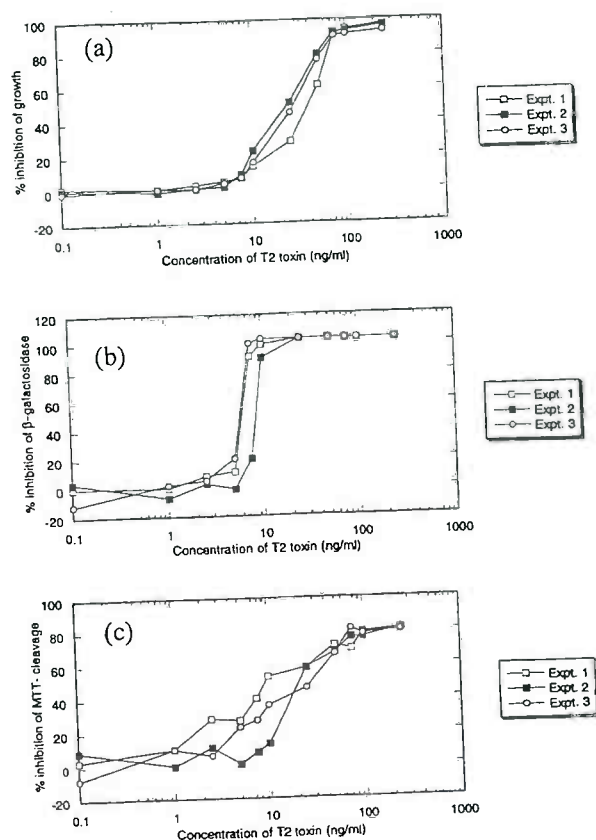 100
(a)
80
60
40
20
0
-20
% inhibition of growth
0.1
1
10
100
1000
Concentration of T2 toxin (ng/ml)
Expt. 1
Expt. 2
Expt. 3
120
100
(b)
80
60
40
20
0
-20
% inhibition of β-galactosidase
0.1
1
10
100
1000
Concentration of T2 toxin (ng/ml)
Expt. 1
Expt. 2
Expt. 3
100
80
(c)
60
40
20
0
-20
% inhibition of MTT- cleavage
0.1
1
10
100
1000
Concentration of T2 toxin (ng/ml)
Expt. 1
Expt. 2
Expt. 3